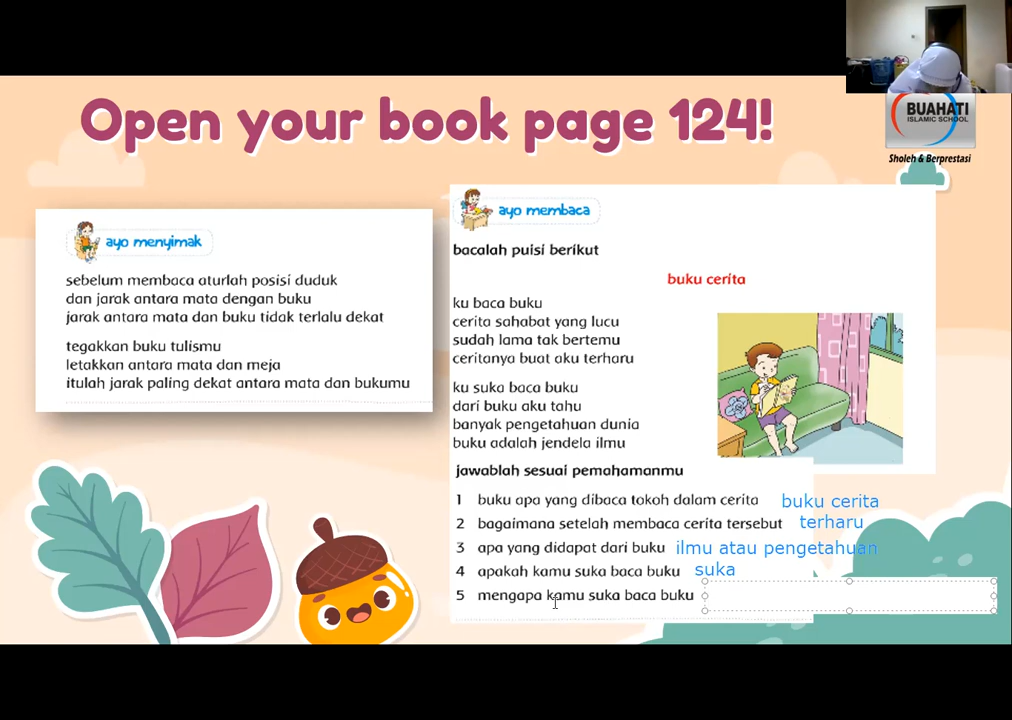 Open your book page 124!
BUAHATI
ISLAMIC SCHOOL
Sholeh & Berprestasi
ayo menyimak
sebelum membaca aturlah posisi duduk
dan jarak antara mata dengan buku
jarak antara mata dan buku tidak terlalu dekat
tegakkan buku tulismu
letakkan antara mata dan meja
itulah jarak paling dekat antara mata dan bukumu
ayo membaca
bacalah puisi berikut
buku cerita
ku baca buku
cerita sahabat yang lucu
sudah lama tak bertemu
ceritanya buat aku terharu
ku suka baca buku
dari buku aku tahu
banyak pengetahuan dunia
buku adalah jendela ilmu
jawablah sesuai pemahamanmu
1 buku apa yang dibaca tokoh dalam cerita buku cerita
2 bagaimana setelah membaca cerita tersebut terharu
3 apa yang didapat dari buku ilmu atau pengetahuan
4 apakah kamu suka baca buku suka
5 mengapa kamu suka baca buku